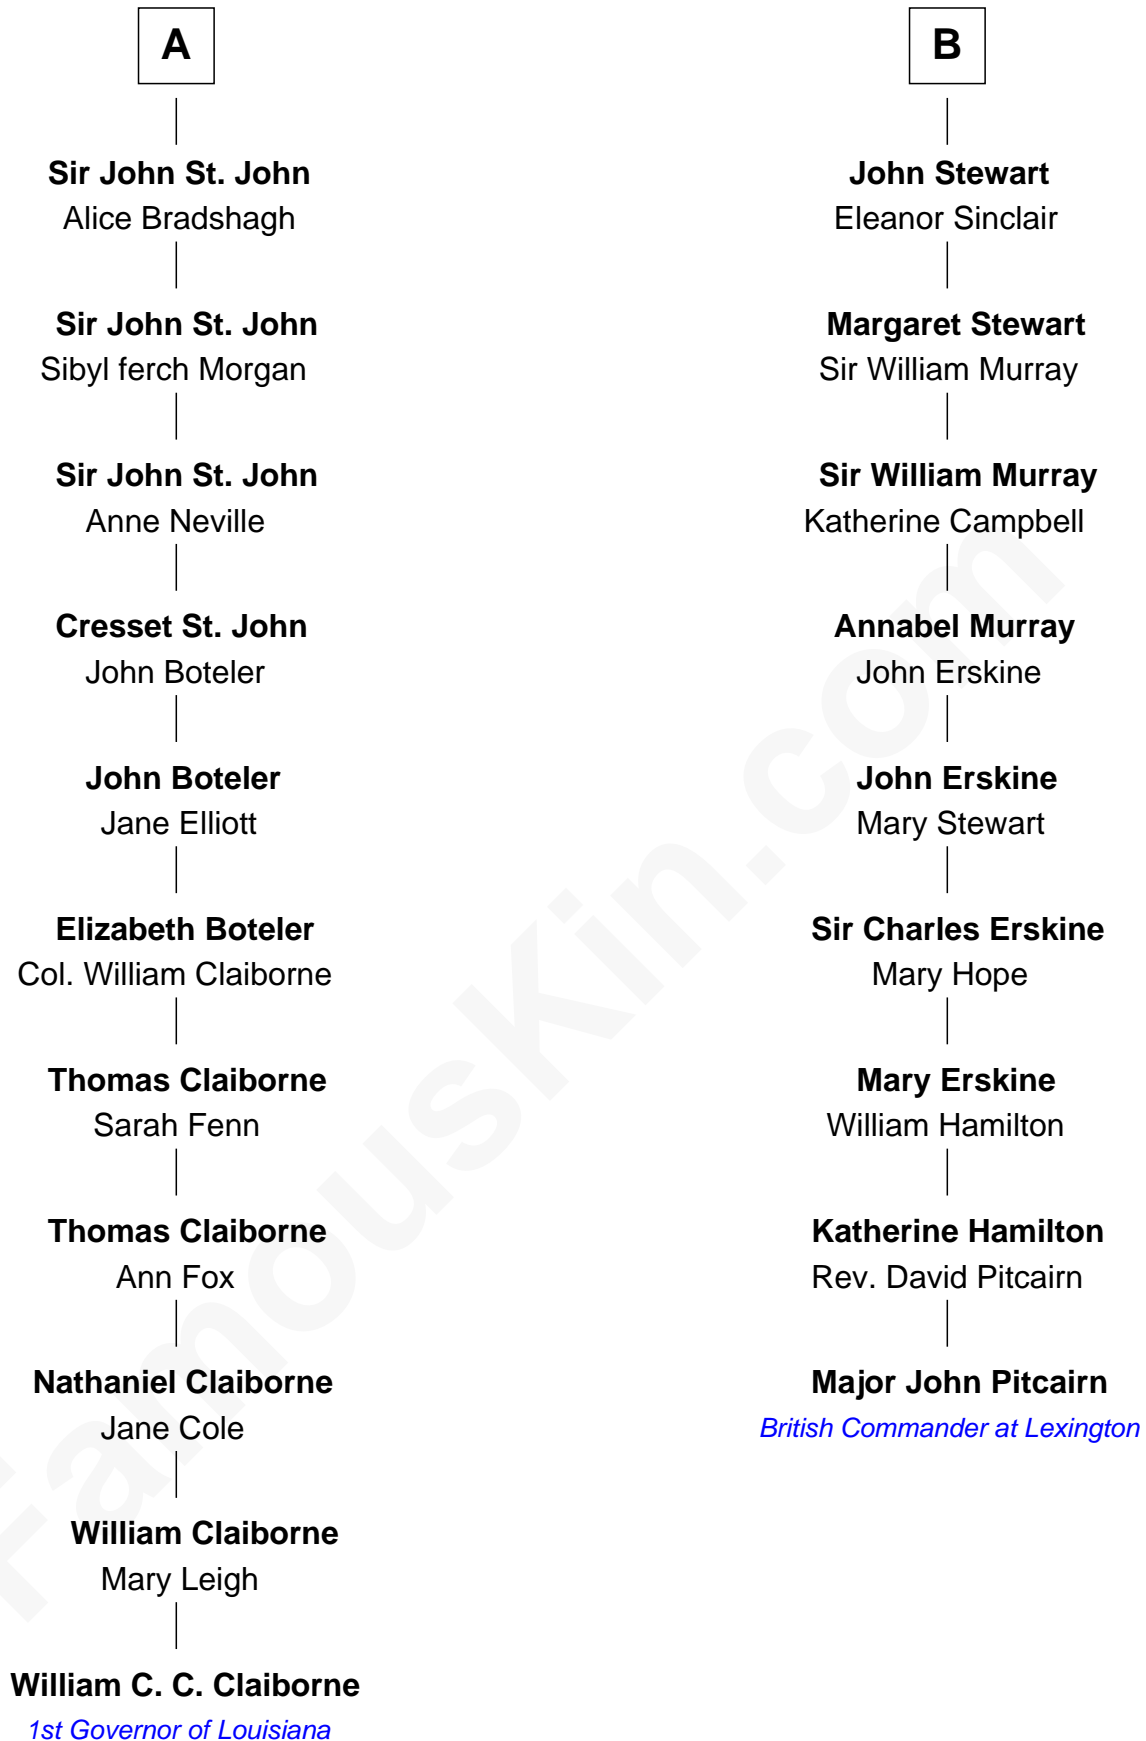 A
Sir John St. John
Alice Bradshagh
Sir John St. John
Sibyl ferch Morgan
Sir John St. John
Anne Neville
Cresset St. John
John Boteler
John Boteler
Jane Elliott
Elizabeth Boteler
Col. William Claiborne
Thomas Claiborne
Sarah Fenn
Thomas Claiborne
Ann Fox
Nathaniel Claiborne
Jane Cole
William Claiborne
Mary Leigh
William C. C. Claiborne
1st Governor of Louisiana
B
John Stewart
Eleanor Sinclair
Margaret Stewart
Sir William Murray
Sir William Murray
Katherine Campbell
Annabel Murray
John Erskine
John Erskine
Mary Stewart
Sir Charles Erskine
Mary Hope
Mary Erskine
William Hamilton
Katherine Hamilton
Rev. David Pitcairn
Major John Pitcairn
British Commander at Lexington
FamousKin.com